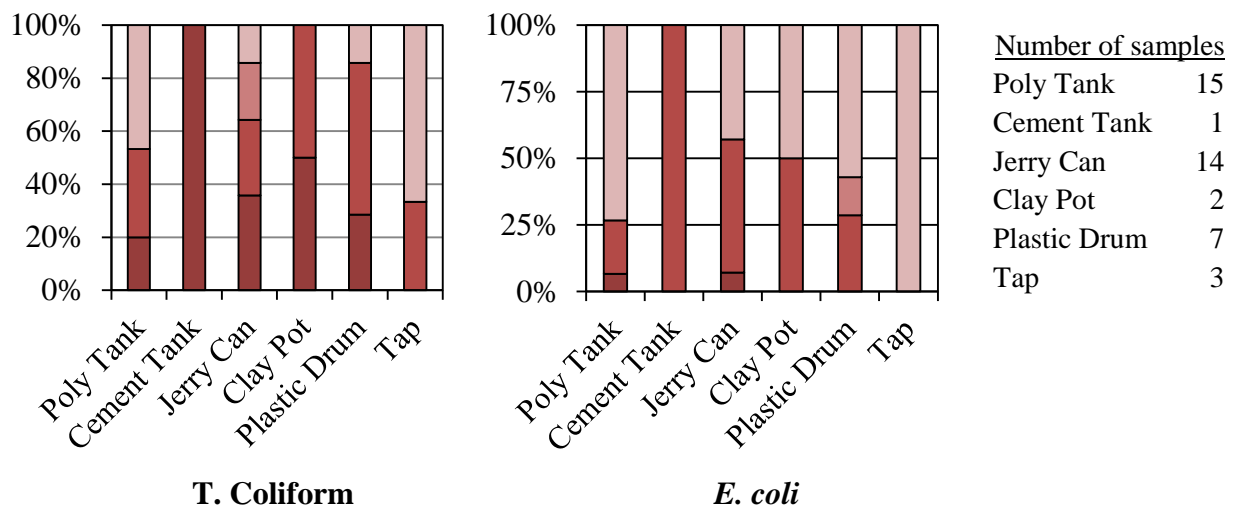 100%
80%
60%
40%
20%
0%
Poly Tank
Cement Tank
Jerry Can
Clay Pot
Plastic Drum
Tap
T. Coliform
100%
75%
50%
25%
0%
Poly Tank
Cement Tank
Jerry Can
Clay Pot
Plastic Drum
Tap
E. coli
Number of samples
Poly Tank 15
Cement Tank 1
Jerry Can 14
Clay Pot 2
Plastic Drum 7
Tap 3